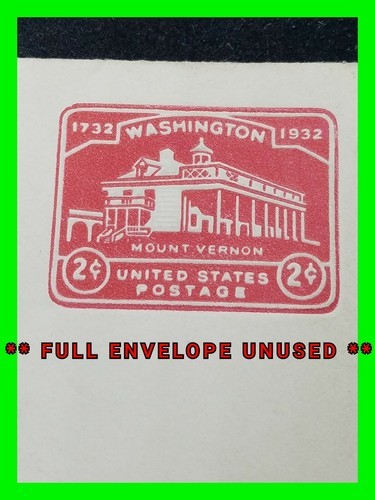 1732 WASHINGTON 1932
MOUNT VERNON
2¢ UNITED STATES 2¢
POSTAGE
** FULL ENVELOPE UNUSED **